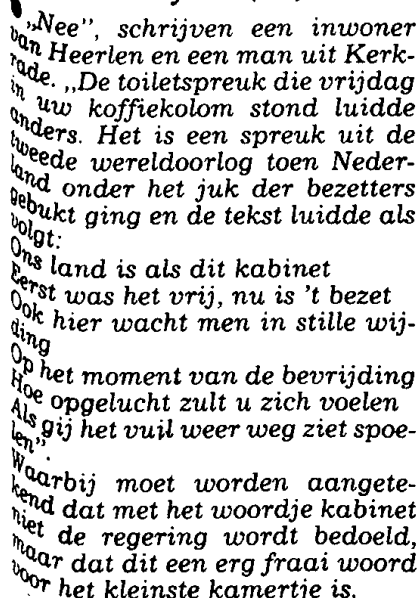 „Nee”, schrijven een inwoner
van Heerlen en een man uit Kerk-
rade. „De toiletspreuk die vrijdag
in uw koffiekolom stond luidde
anders. Het is een spreuk uit de
tweede wereldoorlog toen Neder-
land onder het juk der bezetters
gebukt ging en de tekst luidde als
volgt:
Ons land is als dit kabinet
Eerst was het vrij, nu is 't bezet
Ook hier wacht men in stille wij-
ding
Op het moment van de bevrijding
Hoe opgelucht zult u zich voelen
Als gij het vuil weer weg ziet spoe-
len”.
Waarbij moet worden aangete-
kend dat met het woordje kabinet
niet de regering wordt bedoeld,
maar dat dit een erg fraai woord
voor het kleinste kamertje is.